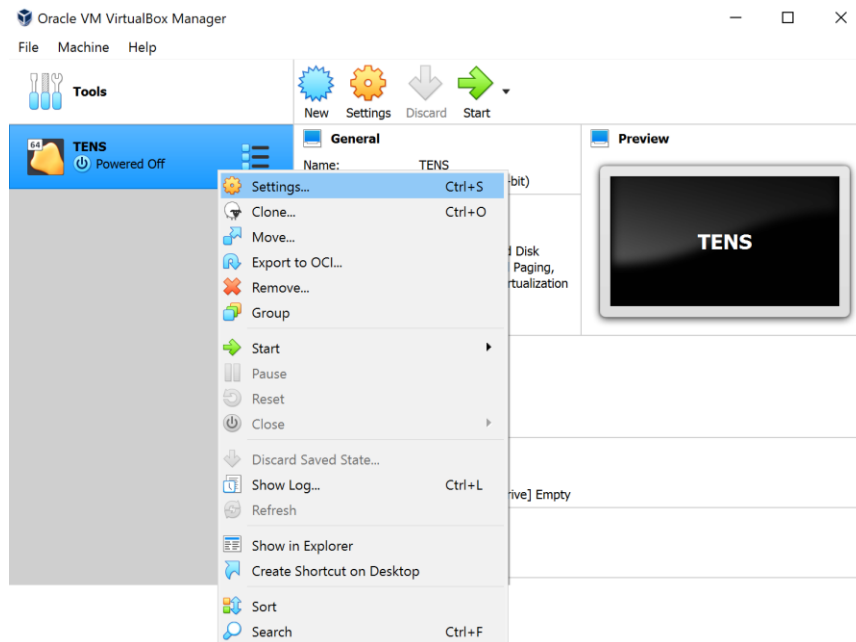 Oracle VM VirtualBox Manager
File Machine Help
Tools
New Settings Discard Start
64
TENS
Powered Off
General
Name: TENS
-bit)
d Disk
Paging,
rtualization
rive] Empty
Preview
TENS
Settings... Ctrl+S
Clone... Ctrl+O
Move...
Export to OCI...
Remove...
Group
Start
Pause
Reset
Close
Discard Saved State...
Show Log... Ctrl+L
Refresh
Show in Explorer
Create Shortcut on Desktop
Sort
Search Ctrl+F